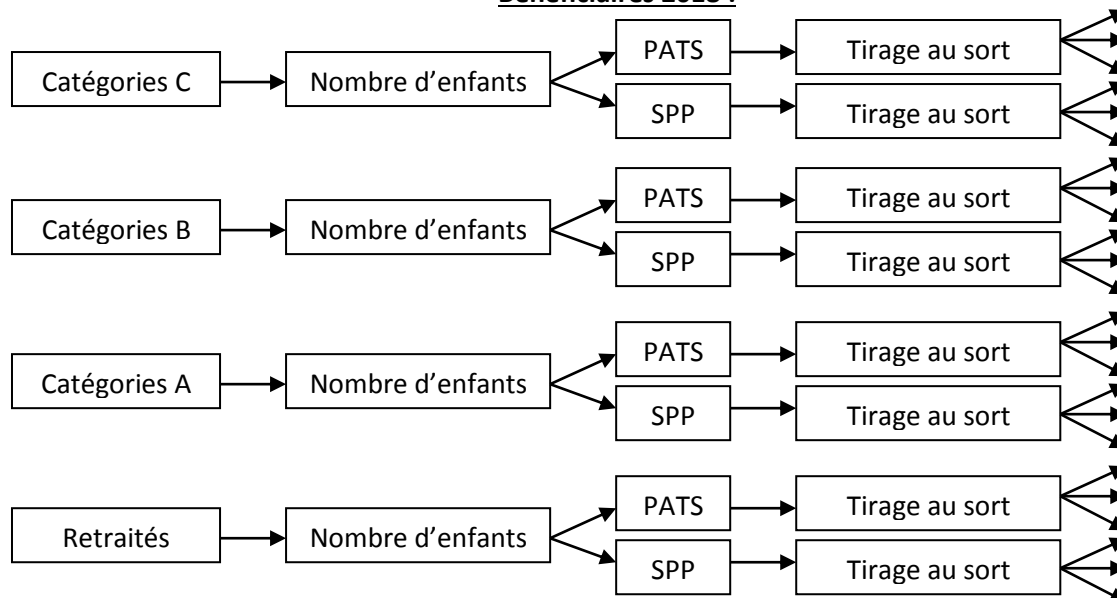 Bénéficiaires 2018 :
PATS
Tirage au sort
Catégories C
Nombre d’enfants
SPP
Tirage au sort
PATS
Tirage au sort
Catégories B
Nombre d’enfants
SPP
Tirage au sort
PATS
Tirage au sort
Catégories A
Nombre d’enfants
SPP
Tirage au sort
PATS
Tirage au sort
Retraités
Nombre d’enfants
SPP
Tirage au sort